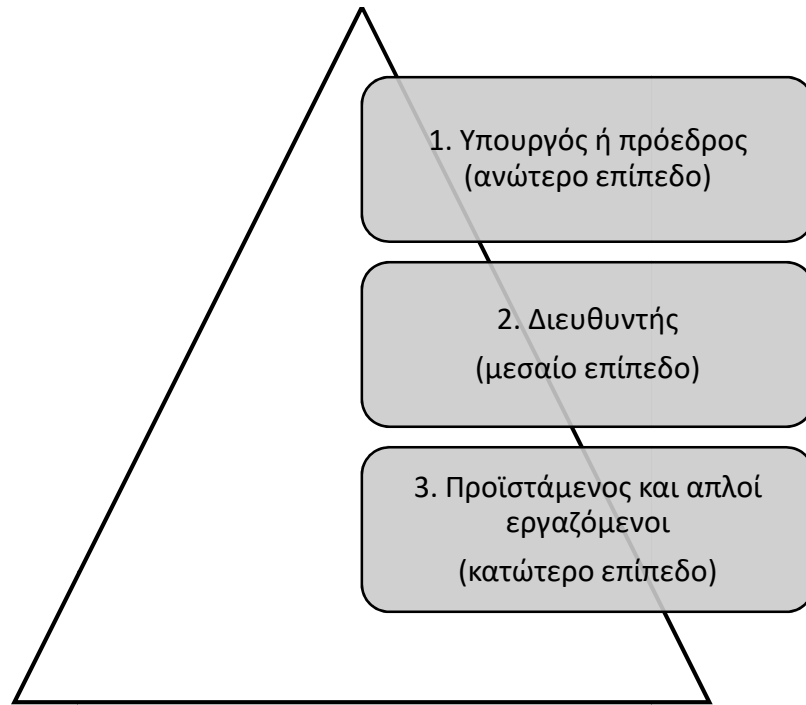 1. Υπουργός ή πρόεδρος
(ανώτερο επίπεδο)
2. Διευθυντής
(μεσαίο επίπεδο)
3. Προϊστάμενος και απλοί
εργαζόμενοι
(κατώτερο επίπεδο)